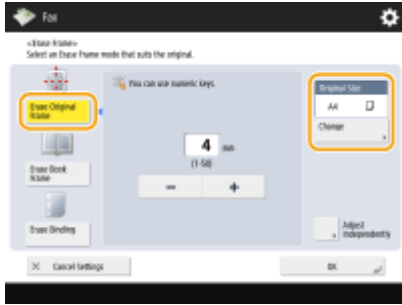 Fax
<Erase Frame>
Select an Erase Frame mode that suits the original.
Erase Original
Frame
Erase Book
Frame
Erase Binding
You can use numeric keys.
4 mm
(1-50)
− +
Original Size
A4
Change
Adjust
Independently
× Cancel Settings
OK